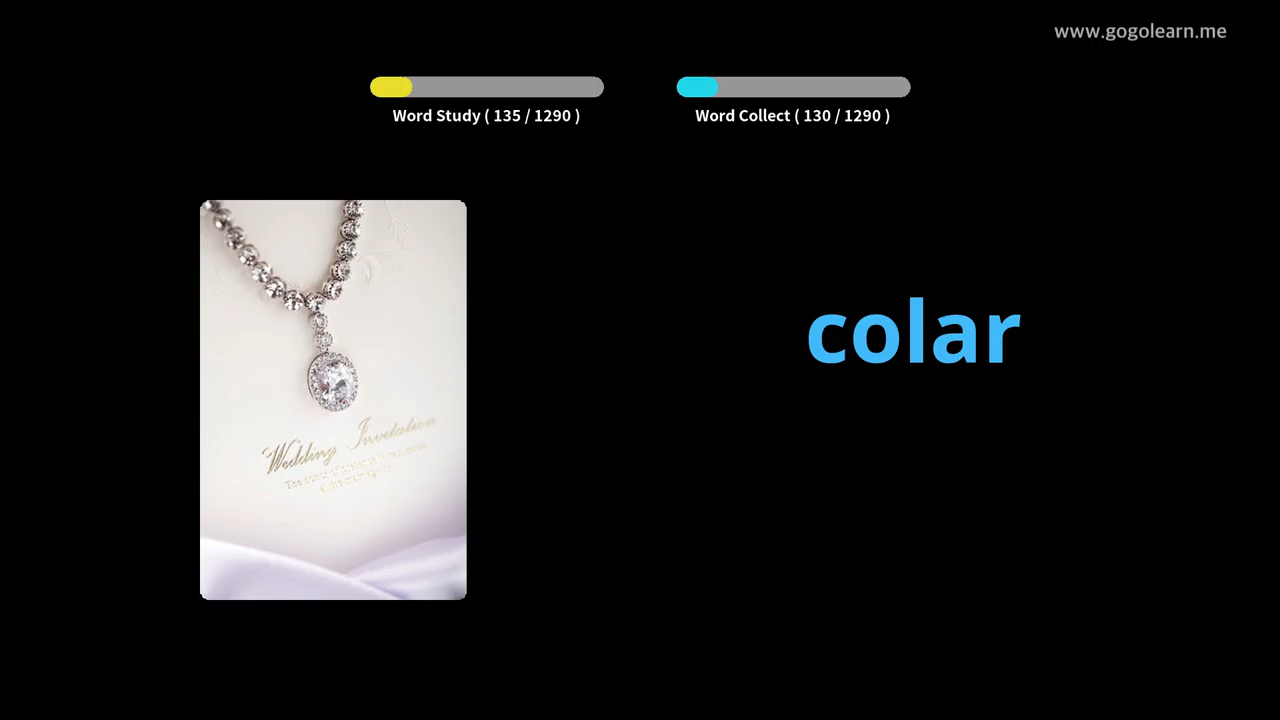 www.gogolearn.me
Word Study ( 135 / 1290 )
Word Collect ( 130 / 1290 )
colar
Wedding Invitation